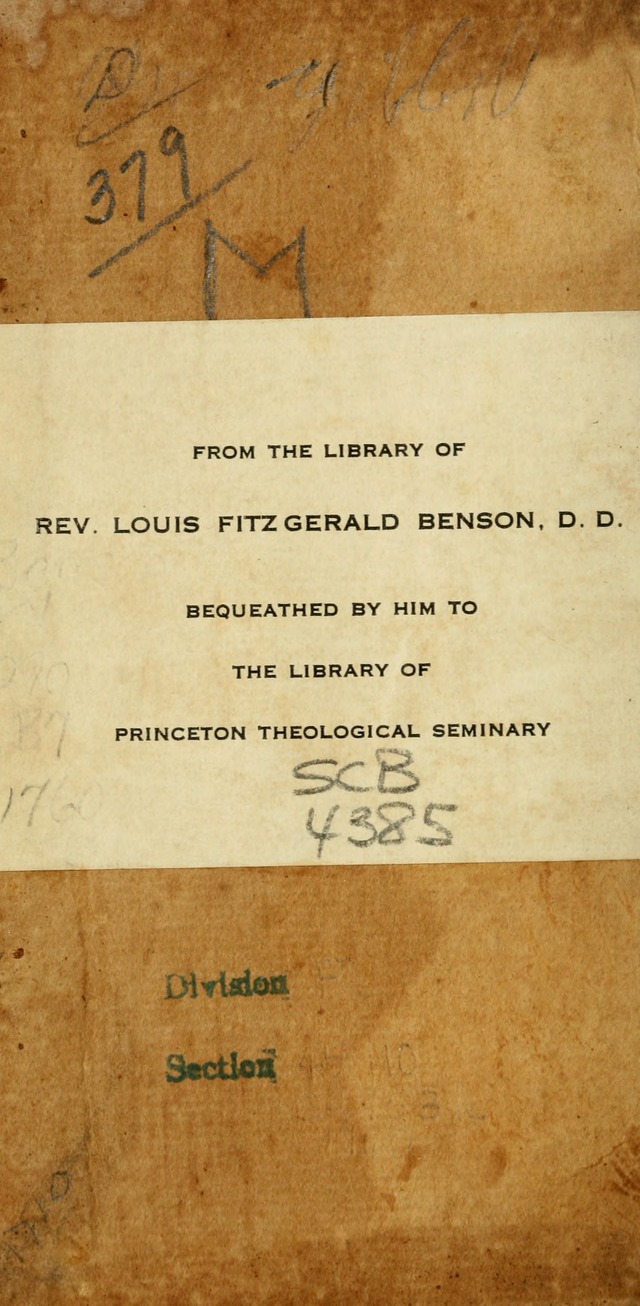 379
M
FROM THE LIBRARY OF
REV. LOUIS FITZGERALD BENSON, D. D.
BEQUEATHED BY HIM TO
THE LIBRARY OF
PRINCETON THEOLOGICAL SEMINARY
SCB
4385
Division
Section